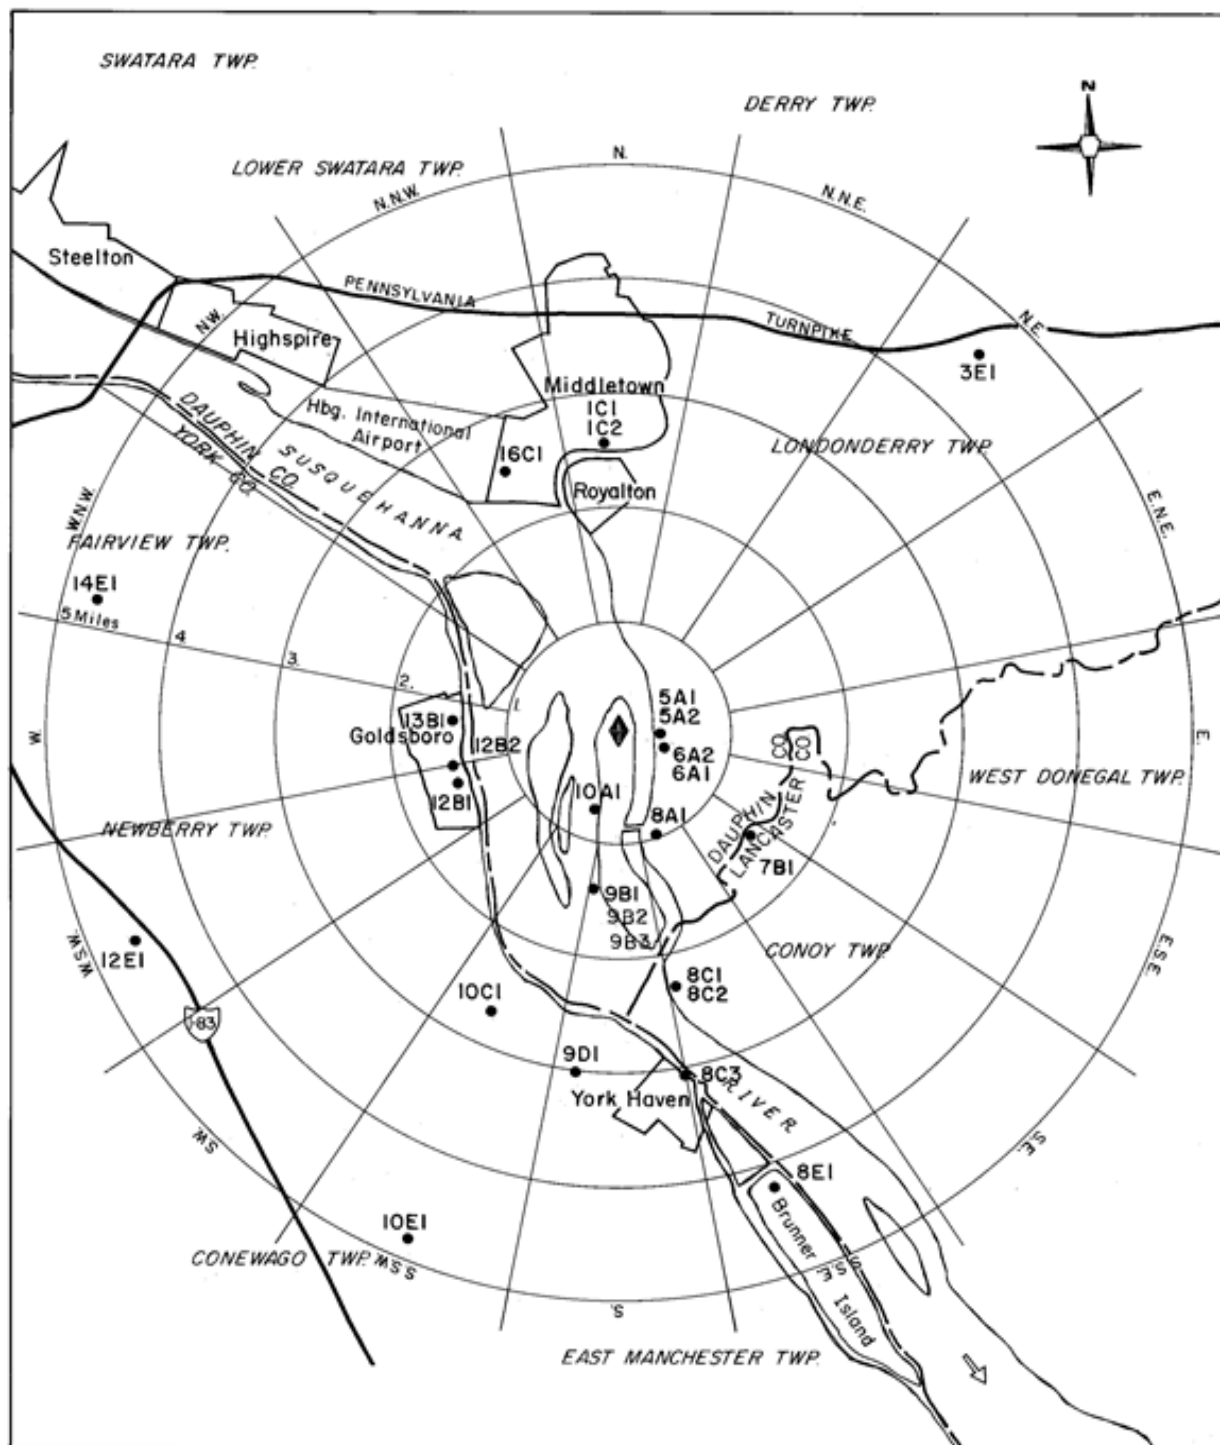 SWATARA TWP.
DERRY TWP.
N
N.
LOWER SWATARA TWP.
N.N.W.
N.N.E.
Steelton
PENNSYLVANIA
TURNPIKE
N.W.
N.E.
Highspire
3E1
Middletown
DAUPHIN CO.
YORK CO.
Hbg. International
Airport
1C1
1C2
LONDONDERRY TWP.
16C1
SUSQUEHANNA
Royalton
W.N.W.
E.N.E.
FAIRVIEW TWP.
14E1
5 Miles
4.
3.
2.
1.
5A1
5A2
13B1
Goldsboro
12B2
6A2
6A1
W.
E.
DAUPHIN CO.
LANCASTER CO.
WEST DONEGAL TWP.
12B1
10A1
8A1
NEWBERRY TWP.
7B1
9B1
9B2
9B3
W.S.W.
12E1
CONOY TWP.
E.S.E.
8C1
8C2
10C1
I-83
9D1
8C3
York Haven
RIVER
S.W.
S.E.
8E1
Brunner Island
10E1
CONEWAGO TWP.
S.S.W.
S.S.E.
S.
EAST MANCHESTER TWP.